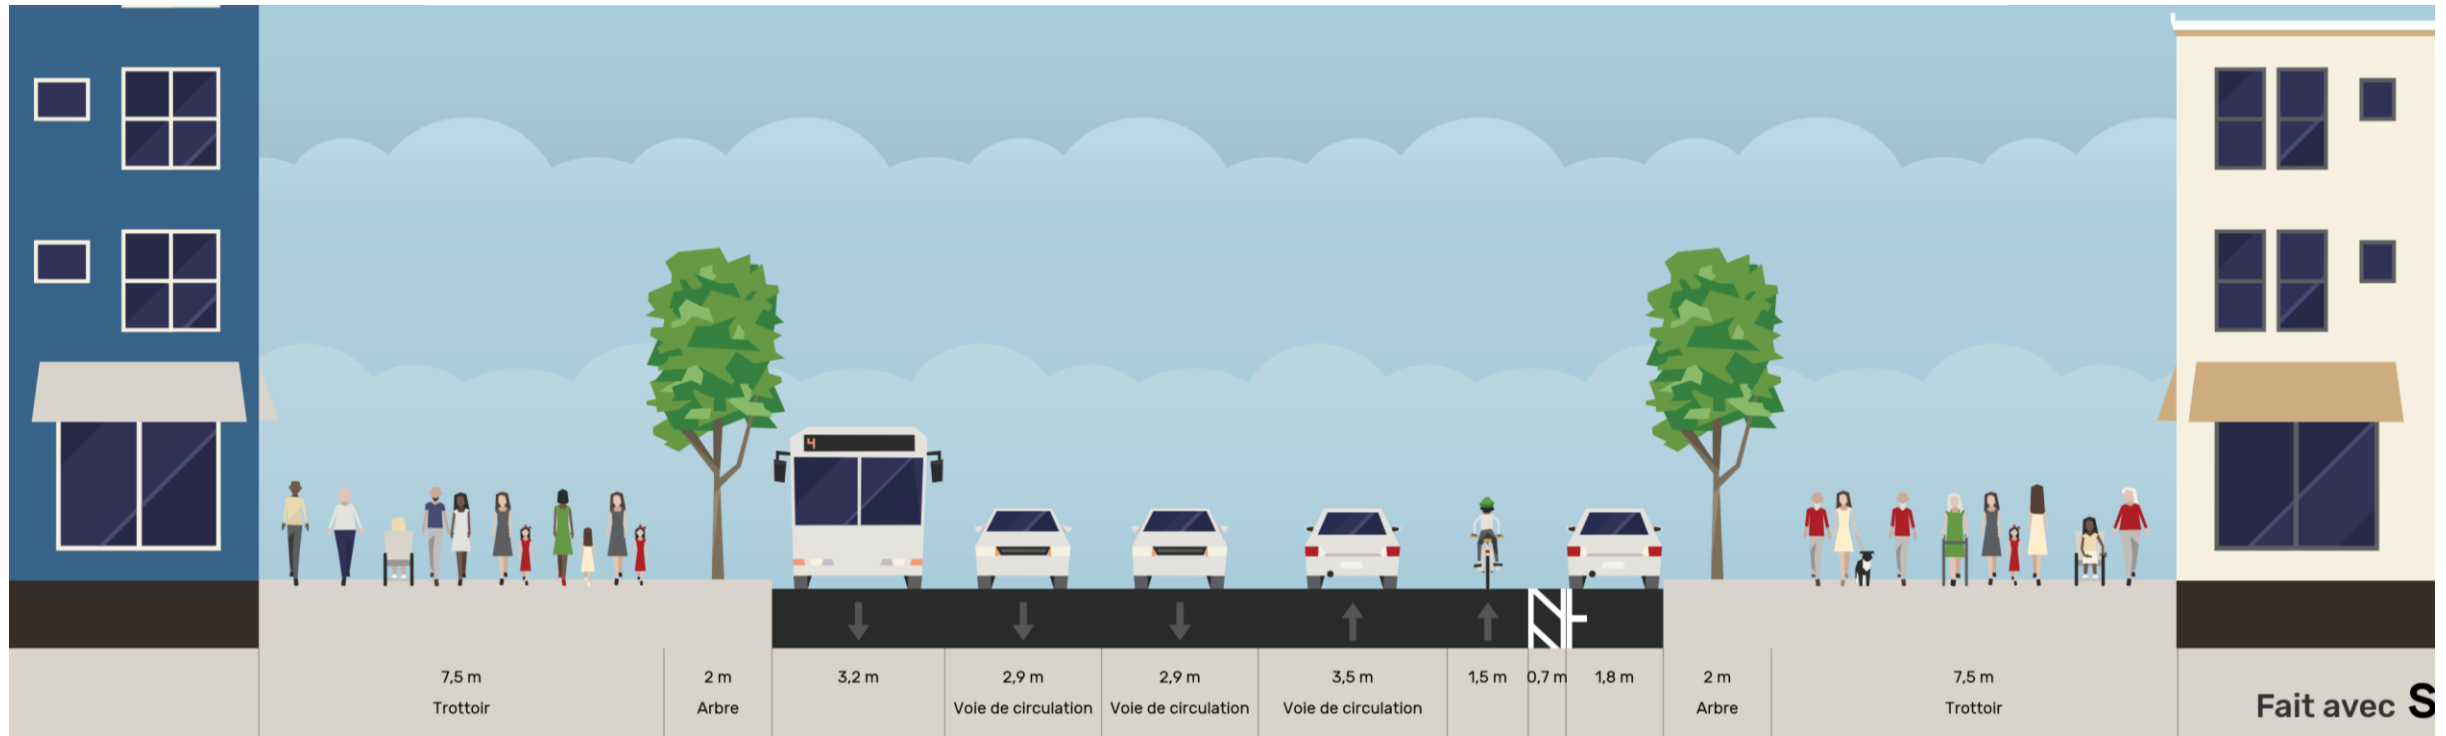 4
7,5 m
2 m
3,2 m
2,9 m
2,9 m
3,5 m
1,5 m
0,7 m
1,8 m
2 m
7,5 m
Trottoir
Arbre
Voie de circulation
Voie de circulation
Voie de circulation
Arbre
Trottoir
Fait avec S